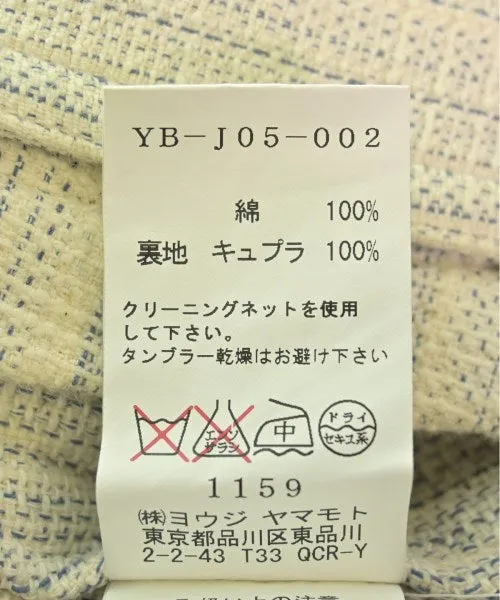 YB-J05-002
綿 100%
裏地 キュプラ 100%
クリーニングネットを使用
して下さい。
タンブラー乾燥はお避け下さい
エンソ
サラシ
中
ドライ
セキユ系
1159
㈱ヨウジ ヤマモト
東京都品川区東品川
2-2-43 T33 QCR-Y